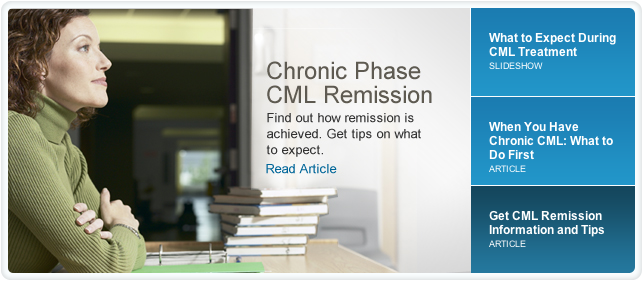 Chronic Phase
CML Remission
Find out how remission is
achieved. Get tips on what
to expect.
Read Article
What to Expect During
CML Treatment
SLIDESHOW
When You Have
Chronic CML: What to
Do First
ARTICLE
Get CML Remission
Information and Tips
ARTICLE